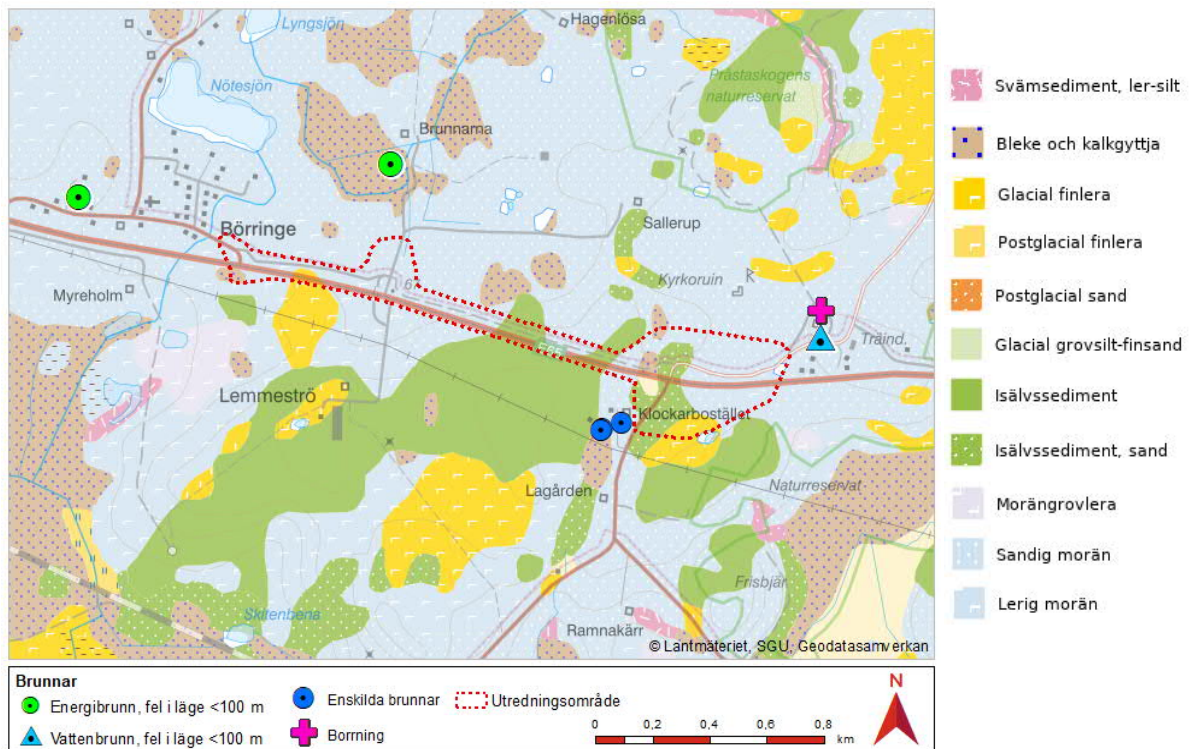 Lyngsjön
Hagenlösa
Nötesjön
Prästaskogens
naturreservat
Brunnarna
Börringe
Sallerup
Kyrkoruin
R
Myreholm
6
E65
Träind.
Lemmeströ
Klockarbostället
Lagården
Naturreservat
Frisbjär
Skitenbena
Ramnakärr
© Lantmäteriet, SGU, Geodatasamverkan
Svämsediment, ler-silt
Bleke och kalkgyttja
Glacial finlera
Postglacial finlera
Postglacial sand
Glacial grovsilt-finsand
Isälvssediment
Isälvssediment, sand
Morängrovlera
Sandig morän
Lerig morän
Brunnar
Energibrunn, fel i läge <100 m
Enskilda brunnar
Utredningsområde
Vattenbrunn, fel i läge <100 m
Borrning
0 0,2 0,4 0,6 0,8
km
N